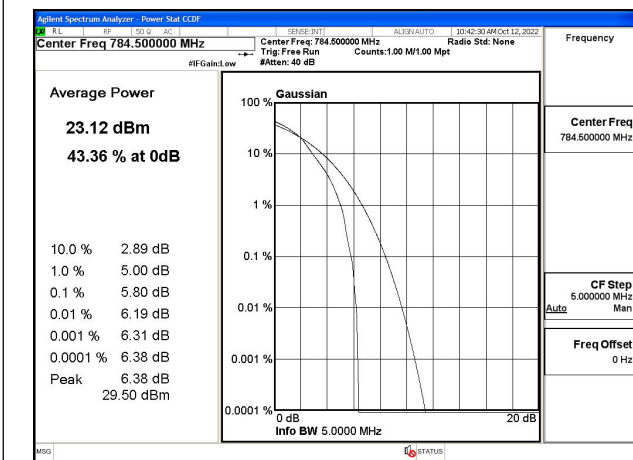 Agilent Spectrum Analyzer - Power Stat CCDF
LXI RL RF 50 Ω AC SENSE:INT ALIGN AUTO 10:42:30 AM Oct 12, 2022
Center Freq 784.500000 MHz
Center Freq: 784.500000 MHz Radio Std: None
Trig: Free Run Counts:1.00 M/1.00 Mpt
#IFGain:Low #Atten: 40 dB
Frequency
Average Power
23.12 dBm
43.36 % at 0dB
10.0 % 2.89 dB
1.0 % 5.00 dB
0.1 % 5.80 dB
0.01 % 6.19 dB
0.001 % 6.31 dB
0.0001 % 6.38 dB
Peak 6.38 dB
29.50 dBm
Gaussian
100 %
10 %
1 %
0.1 %
0.01 %
0.001 %
0.0001 %
0 dB 20 dB
Info BW 5.0000 MHz
Center Freq
784.500000 MHz
CF Step
5.000000 MHz
Auto Man
Freq Offset
0 Hz
MSG STATUS